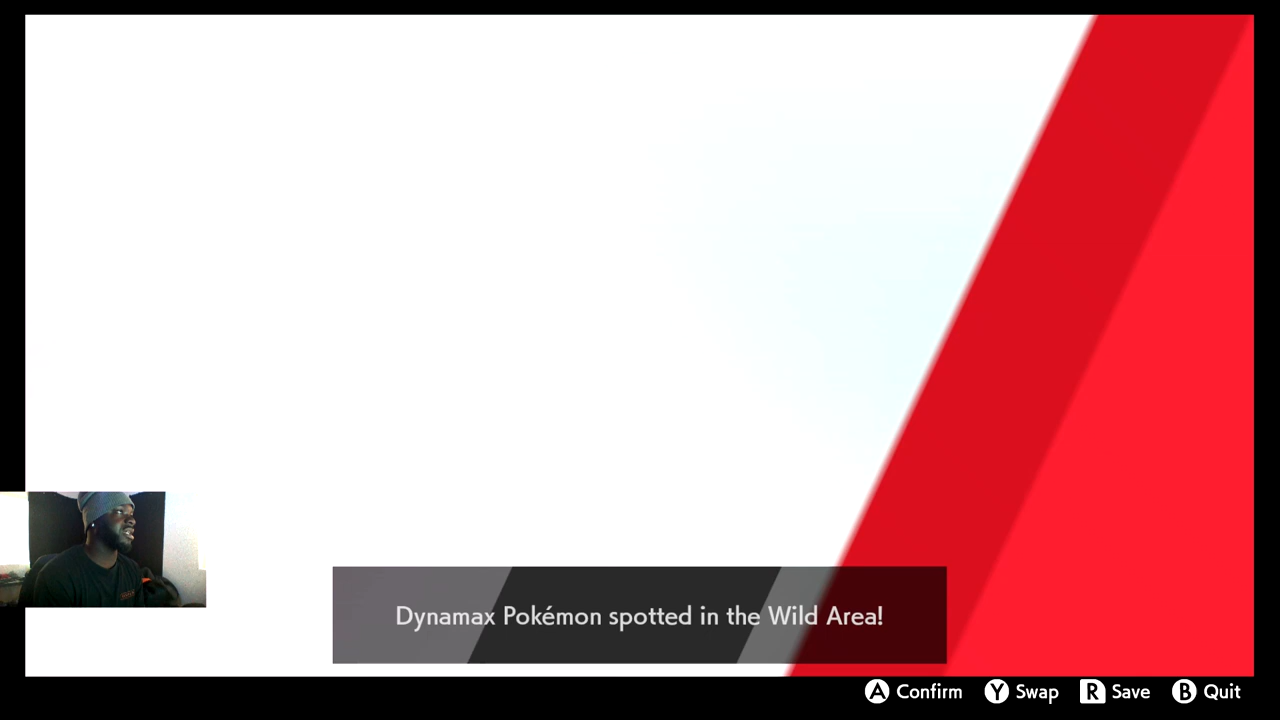 Dynamax Pokémon spotted in the Wild Area!
A Confirm Y Swap R Save B Quit